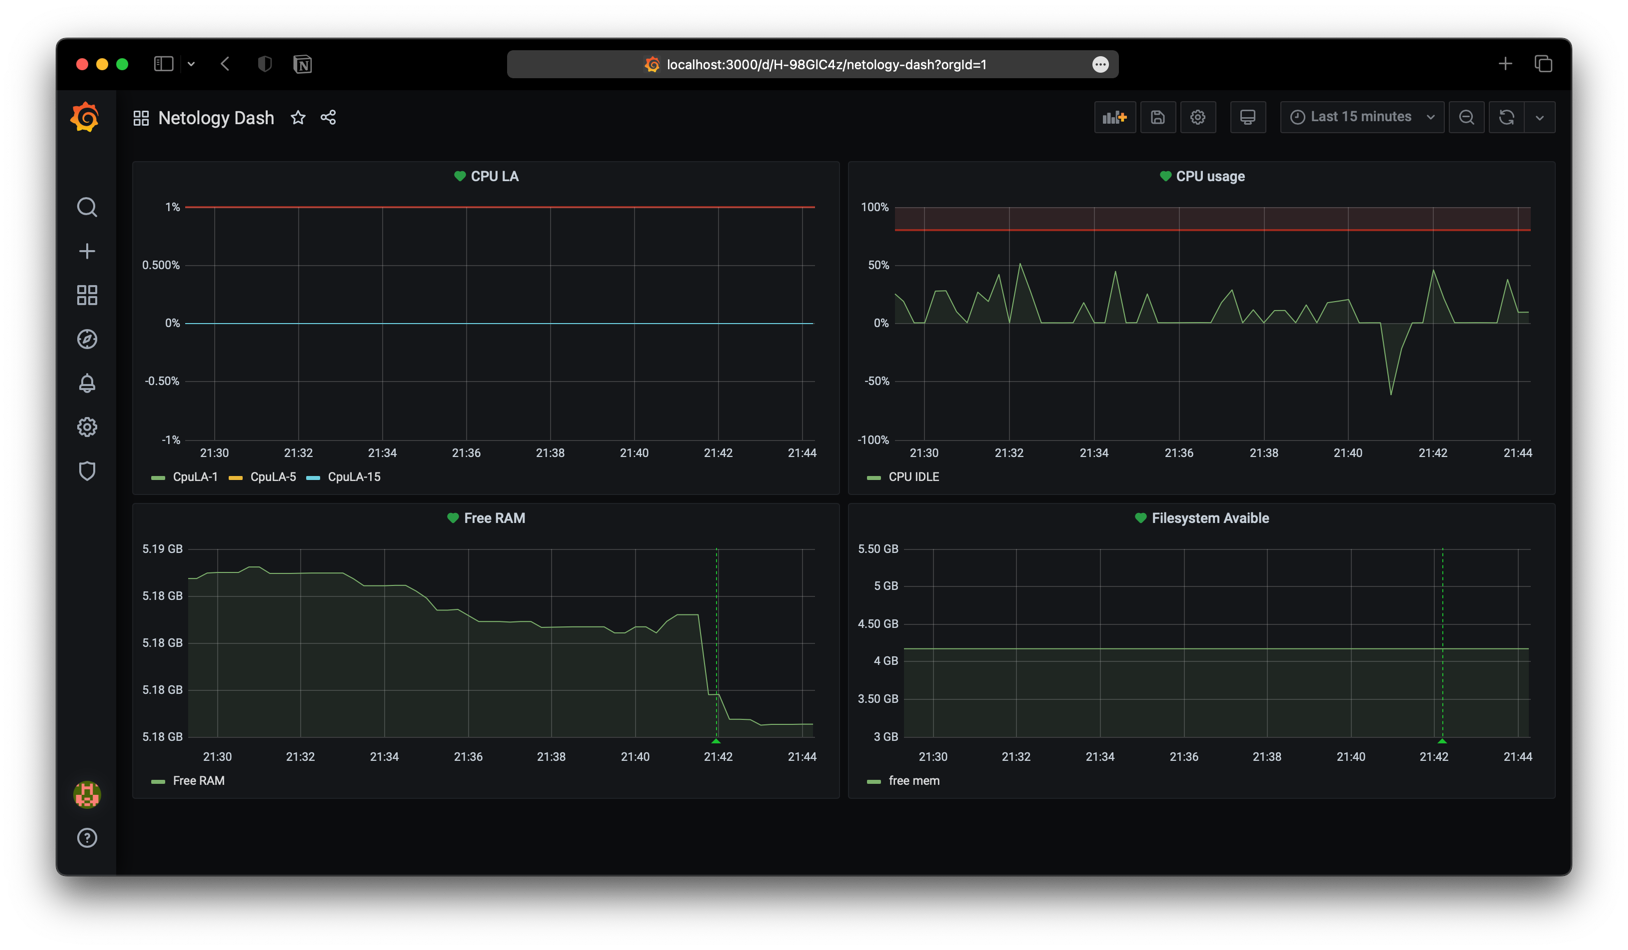 localhost:3000/d/H-98GIC4z/netology-dash?orgId=1
Netology Dash
Last 15 minutes
CPU LA
1%
0.500%
0%
-0.50%
-1%
21:30 21:32 21:34 21:36 21:38 21:40 21:42 21:44
CpuLA-1 CpuLA-5 CpuLA-15
CPU usage
100%
50%
0%
-50%
-100%
21:30 21:32 21:34 21:36 21:38 21:40 21:42 21:44
CPU IDLE
Free RAM
5.19 GB
5.18 GB
5.18 GB
5.18 GB
5.18 GB
21:30 21:32 21:34 21:36 21:38 21:40 21:42 21:44
Free RAM
Filesystem Avaible
5.50 GB
5 GB
4.50 GB
4 GB
3.50 GB
3 GB
21:30 21:32 21:34 21:36 21:38 21:40 21:42 21:44
free mem